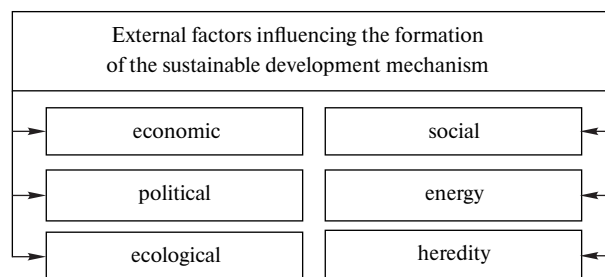 External factors influencing the formation
of the sustainable development mechanism
economic
social
political
energy
ecological
heredity